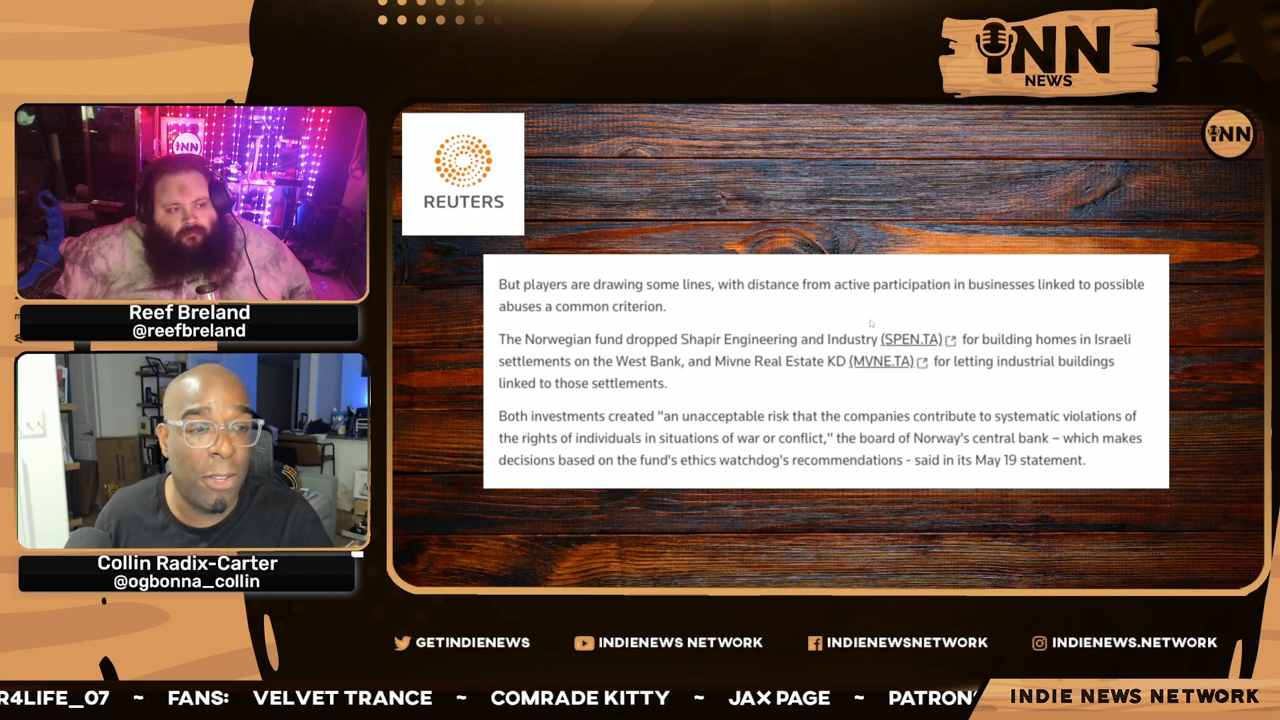 INN
NEWS
INN
REUTERS
But players are drawing some lines, with distance from active participation in businesses linked to possible
abuses a common criterion.
The Norwegian fund dropped Shapir Engineering and Industry (SPEN.TA) for building homes in Israeli
settlements on the West Bank, and Mivne Real Estate KD (MVNE.TA) for letting industrial buildings
linked to those settlements.
Both investments created "an unacceptable risk that the companies contribute to systematic violations of
the rights of individuals in situations of war or conflict," the board of Norway's central bank – which makes
decisions based on the fund's ethics watchdog's recommendations - said in its May 19 statement.
INN
Reef Breland
@reefbreland
Collin Radix-Carter
@ogbonna_collin
GETINDIENEWS
INDIENEWS NETWORK
INDIENEWSNETWORK
INDIENEWS.NETWORK
R4LIFE_07 ~ FANS: VELVET TRANCE ~ COMRADE KITTY ~ JAX PAGE ~ PATRON
INDIE NEWS NETWORK